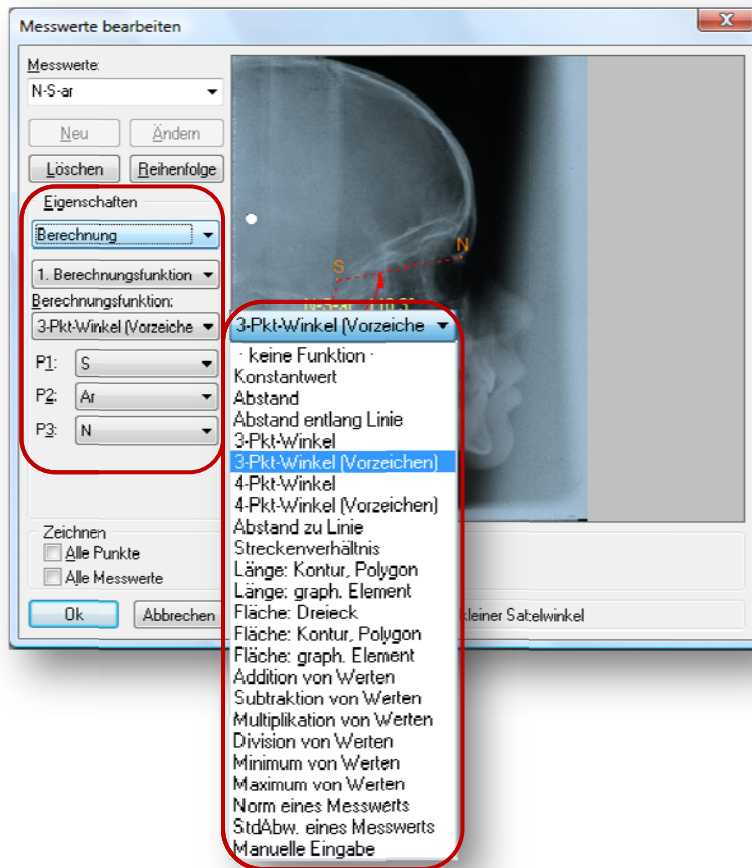 Messwerte bearbeiten
Messwerte:
N-S-ar
Neu Ändern
Löschen Reihenfolge
Eigenschaften
Berechnung
1. Berechnungsfunktion
Berechnungsfunktion:
3-Pkt-Winkel (Vorzeiche
P1: S
P2: Ar
P3: N
Zeichnen
Alle Punkte
Alle Messwerte
Ok Abbrechen
kleiner Sattelwinkel
N
S
N-S-ar
3-Pkt-Winkel (Vorzeiche
- keine Funktion -
Konstantwert
Abstand
Abstand entlang Linie
3-Pkt-Winkel
3-Pkt-Winkel (Vorzeichen)
4-Pkt-Winkel
4-Pkt-Winkel (Vorzeichen)
Abstand zu Linie
Streckenverhältnis
Länge: Kontur, Polygon
Länge: graph. Element
Fläche: Dreieck
Fläche: Kontur, Polygon
Fläche: graph. Element
Addition von Werten
Subtraktion von Werten
Multiplikation von Werten
Division von Werten
Minimum von Werten
Maximum von Werten
Norm eines Messwerts
StdAbw. eines Messwerts
Manuelle Eingabe